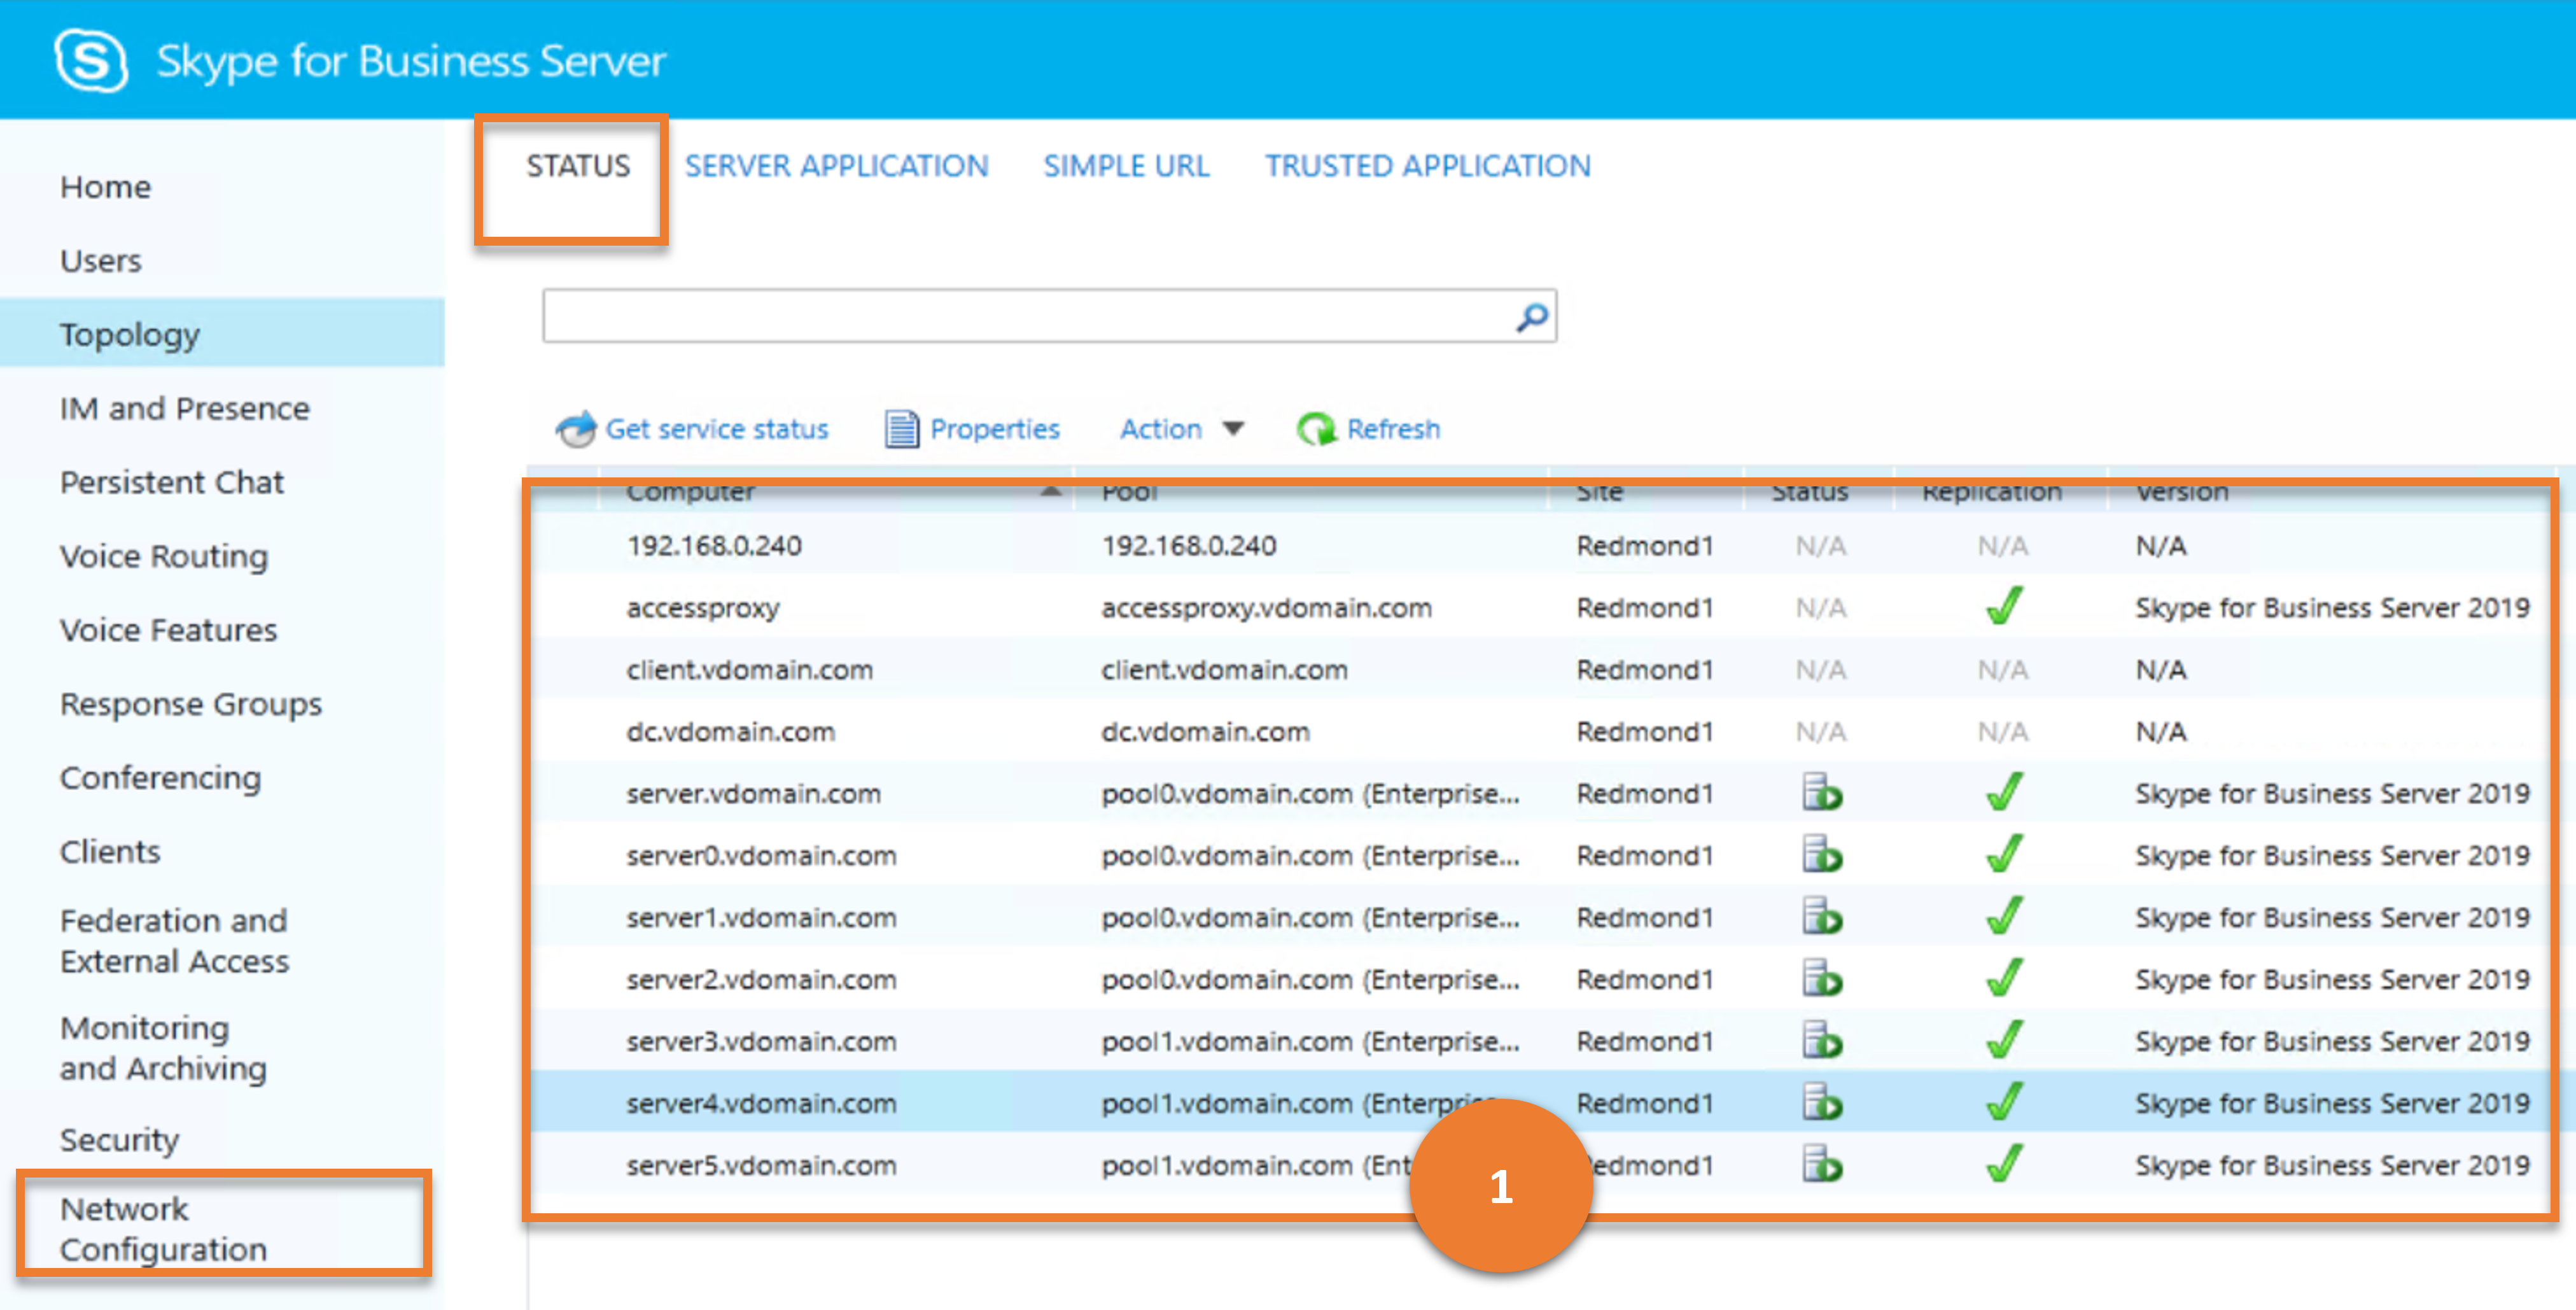 Skype for Business Server
Home
Users
Topology
IM and Presence
Persistent Chat
Voice Routing
Voice Features
Response Groups
Conferencing
Clients
Federation and
External Access
Monitoring
and Archiving
Security
Network
Configuration
STATUS SERVER APPLICATION SIMPLE URL TRUSTED APPLICATION
Get service status Properties Action Refresh
Computer Pool Site Status Replication Version
192.168.0.240 192.168.0.240 Redmond1 N/A N/A N/A
accessproxy accessproxy.vdomain.com Redmond1 N/A Skype for Business Server 2019
client.vdomain.com client.vdomain.com Redmond1 N/A N/A N/A
dc.vdomain.com dc.vdomain.com Redmond1 N/A N/A N/A
server.vdomain.com pool0.vdomain.com (Enterprise... Redmond1 Skype for Business Server 2019
server0.vdomain.com pool0.vdomain.com (Enterprise... Redmond1 Skype for Business Server 2019
server1.vdomain.com pool0.vdomain.com (Enterprise... Redmond1 Skype for Business Server 2019
server2.vdomain.com pool0.vdomain.com (Enterprise... Redmond1 Skype for Business Server 2019
server3.vdomain.com pool1.vdomain.com (Enterprise... Redmond1 Skype for Business Server 2019
server4.vdomain.com pool1.vdomain.com (Enterprise... Redmond1 Skype for Business Server 2019
server5.vdomain.com pool1.vdomain.com (Ent edmond1 Skype for Business Server 2019
1